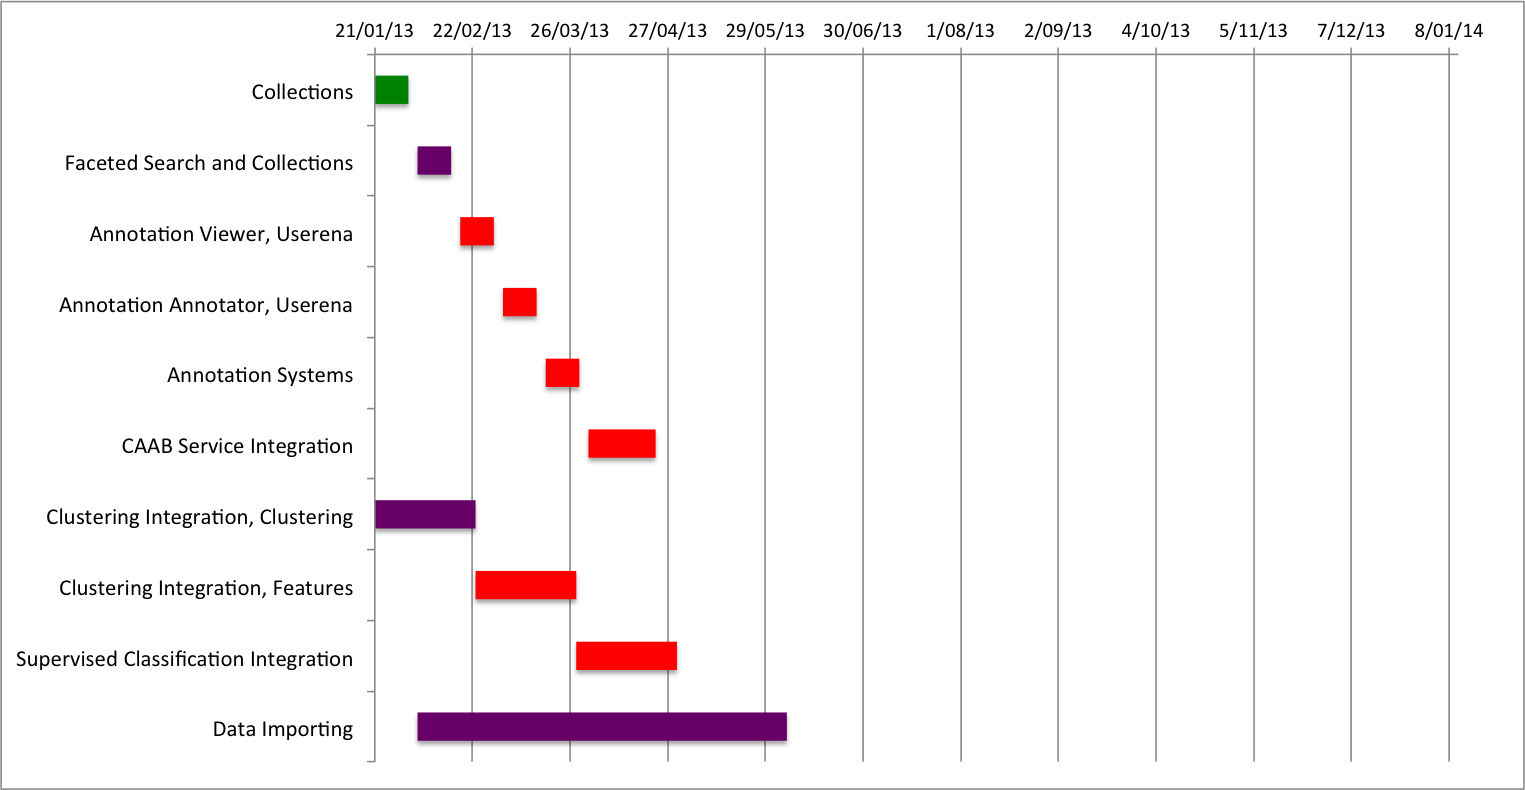 21/01/13 22/02/13 26/03/13 27/04/13 29/05/13 30/06/13 1/08/13 2/09/13 4/10/13 5/11/13 7/12/13 8/01/14
Collections
Faceted Search and Collections
Annotation Viewer, Userena
Annotation Annotator, Userena
Annotation Systems
CAAB Service Integration
Clustering Integration, Clustering
Clustering Integration, Features
Supervised Classification Integration
Data Importing